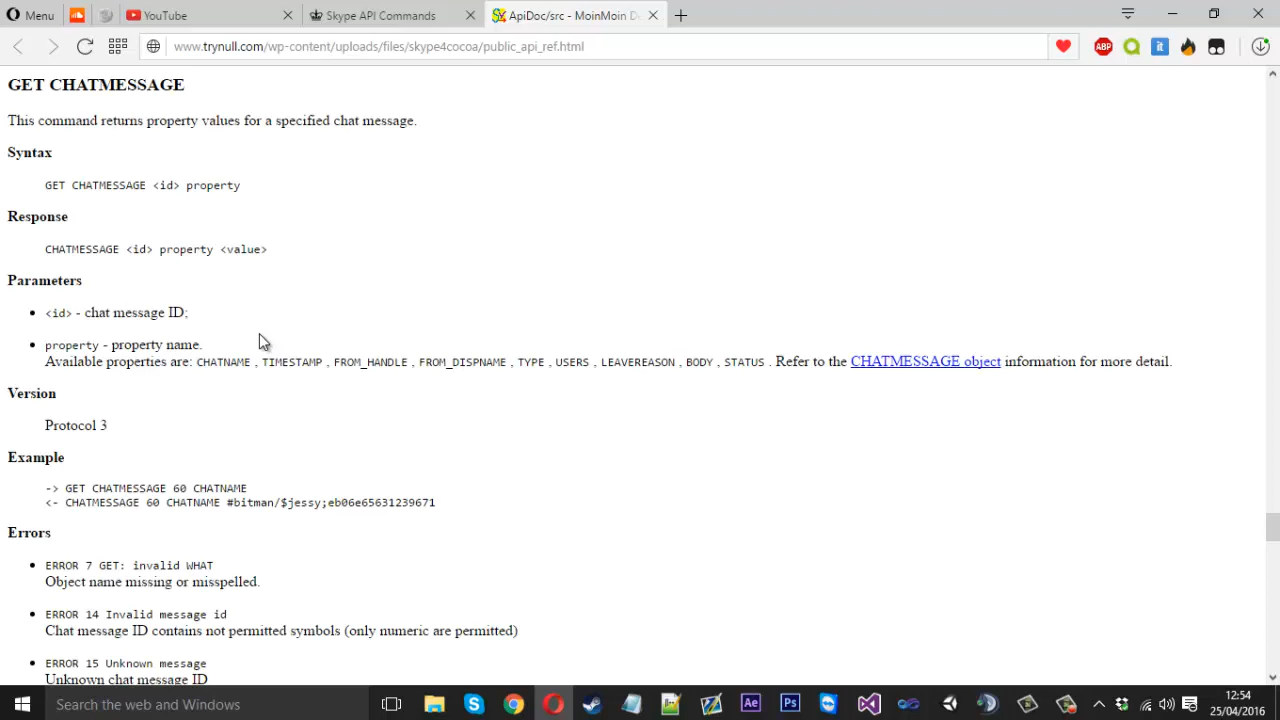 Menu
YouTube
Skype API Commands
ApiDoc/src - MoinMoin De
www.trynull.com/wp-content/uploads/files/skype4cocoa/public_api_ref.html
ABP
it
GET CHATMESSAGE
This command returns property values for a specified chat message.
Syntax
GET CHATMESSAGE <id> property
Response
CHATMESSAGE <id> property <value>
Parameters
<id> - chat message ID;
property - property name.
Available properties are: CHATNAME , TIMESTAMP , FROM_HANDLE , FROM_DISPNAME , TYPE , USERS , LEAVEREASON , BODY , STATUS . Refer to the CHATMESSAGE object information for more detail.
Version
Protocol 3
Example
-> GET CHATMESSAGE 60 CHATNAME
<- CHATMESSAGE 60 CHATNAME #bitman/$jessy;eb06e65631239671
Errors
ERROR 7 GET: invalid WHAT
Object name missing or misspelled.
ERROR 14 Invalid message id
Chat message ID contains not permitted symbols (only numeric are permitted)
ERROR 15 Unknown message
Unknown chat message ID
Search the web and Windows
Ae
Ps
12:54
25/04/2016